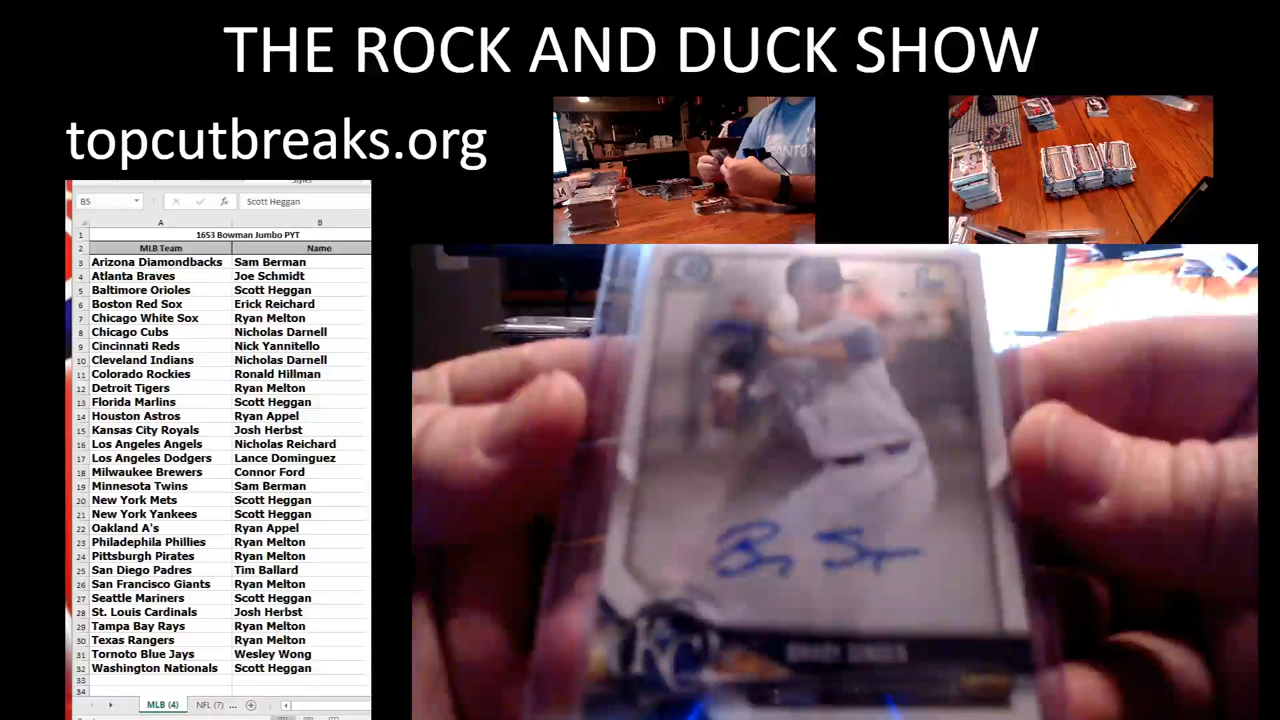 THE ROCK AND DUCK SHOW
topcutbreaks.org
B5 Scott Heggan
A B
1 1653 Bowman Jumbo PYT
2 MLB Team Name
3 Arizona Diamondbacks Sam Berman
4 Atlanta Braves Joe Schmidt
5 Baltimore Orioles Scott Heggan
6 Boston Red Sox Erick Reichard
7 Chicago White Sox Ryan Melton
8 Chicago Cubs Nicholas Darnell
9 Cincinnati Reds Nick Yannitello
10 Cleveland Indians Nicholas Darnell
11 Colorado Rockies Ronald Hillman
12 Detroit Tigers Ryan Melton
13 Florida Marlins Scott Heggan
14 Houston Astros Ryan Appel
15 Kansas City Royals Josh Herbst
16 Los Angeles Angels Nicholas Reichard
17 Los Angeles Dodgers Lance Dominguez
18 Milwaukee Brewers Connor Ford
19 Minnesota Twins Sam Berman
20 New York Mets Scott Heggan
21 New York Yankees Scott Heggan
22 Oakland A's Ryan Appel
23 Philadephila Phillies Ryan Melton
24 Pittsburgh Pirates Ryan Melton
25 San Diego Padres Tim Ballard
26 San Francisco Giants Ryan Melton
27 Seattle Mariners Scott Heggan
28 St. Louis Cardinals Josh Herbst
29 Tampa Bay Rays Ryan Melton
30 Texas Rangers Ryan Melton
31 Tornoto Blue Jays Wesley Wong
32 Washington Nationals Scott Heggan
33
34
MLB (4) NFL (7) ...
KC
BRADY SINGER